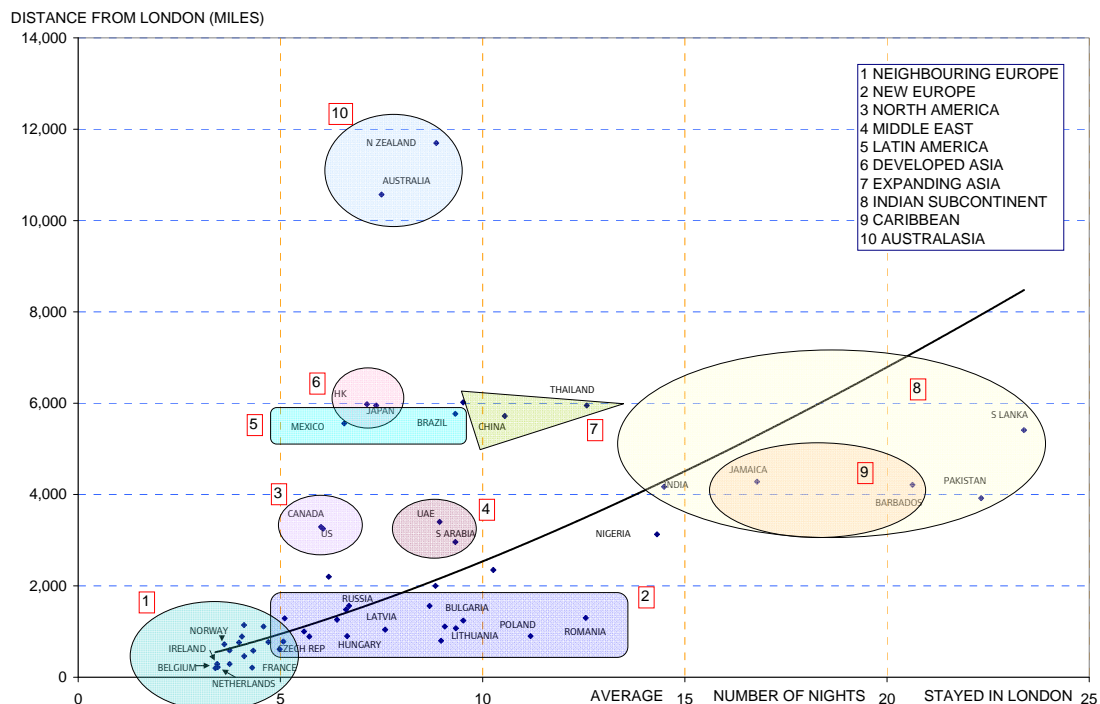 DISTANCE FROM LONDON (MILES)
14,000
12,000
10,000
8,000
6,000
4,000
2,000
0
1 NEIGHBOURING EUROPE
2 NEW EUROPE
3 NORTH AMERICA
4 MIDDLE EAST
5 LATIN AMERICA
6 DEVELOPED ASIA
7 EXPANDING ASIA
8 INDIAN SUBCONTINENT
9 CARIBBEAN
10 AUSTRALASIA
10
N ZEALAND
AUSTRALIA
6
HK
JAPAN
THAILAND
8
5
MEXICO
BRAZIL
CHINA
7
S LANKA
JAMAICA
9
INDIA
BARBADOS
PAKISTAN
3
CANADA
US
4
UAE
S ARABIA
NIGERIA
1
2
RUSSIA
LATVIA
BULGARIA
NORWAY
POLAND
ROMANIA
IRELAND
CZECH REP
HUNGARY
LITHUANIA
BELGIUM
FRANCE
NETHERLANDS
AVERAGE NUMBER OF NIGHTS STAYED IN LONDON
0 5 10 15 20 25